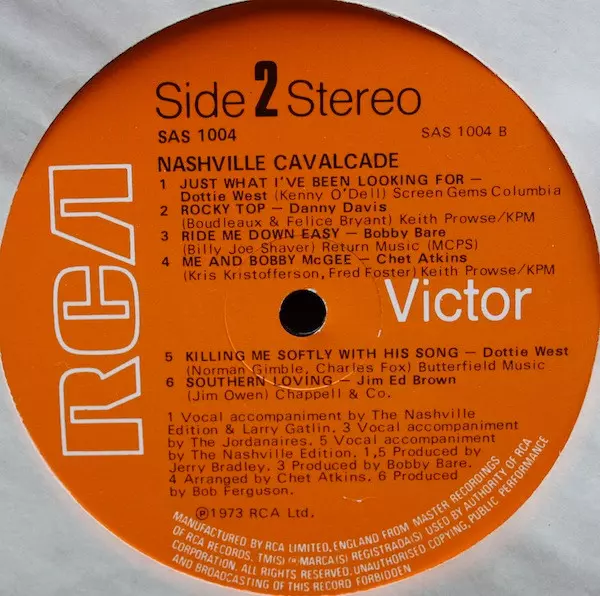 Side 2 Stereo
SAS 1004 SAS 1004 B
NASHVILLE CAVALCADE
1 JUST WHAT I'VE BEEN LOOKING FOR –
Dottie West (Kenny O'Dell) Screen Gems Columbia
2 ROCKY TOP – Danny Davis
(Boudleaux & Felice Bryant) Keith Prowse/KPM
3 RIDE ME DOWN EASY – Bobby Bare
(Billy Joe Shaver) Return Music (MCPS)
4 ME AND BOBBY McGEE – Chet Atkins
(Kris Kristofferson, Fred Foster) Keith Prowse/KPM
RCA
Victor
5 KILLING ME SOFTLY WITH HIS SONG – Dottie West
(Norman Gimble, Charles Fox) Butterfield Music
6 SOUTHERN LOVING – Jim Ed Brown
(Jim Owen) Chappell & Co.
1 Vocal accompaniment by The Nashville
Edition & Larry Gatlin. 3 Vocal accompaniment
by The Jordanaires. 5 Vocal accompaniment
by The Nashville Edition. 1,5 Produced by
Jerry Bradley. 3 Produced by Bobby Bare.
4 Arranged by Chet Atkins. 6 Produced
by Bob Ferguson.
℗1973 RCA Ltd.
MANUFACTURED BY RCA LIMITED, ENGLAND FROM MASTER RECORDINGS
OF RCA RECORDS. TM(S) ™ MARCA(S) REGISTRADA(S) USED BY AUTHORITY OF RCA
CORPORATION. ALL RIGHTS RESERVED. UNAUTHORISED COPYING, PUBLIC PERFORMANCE
AND BROADCASTING OF THIS RECORD FORBIDDEN